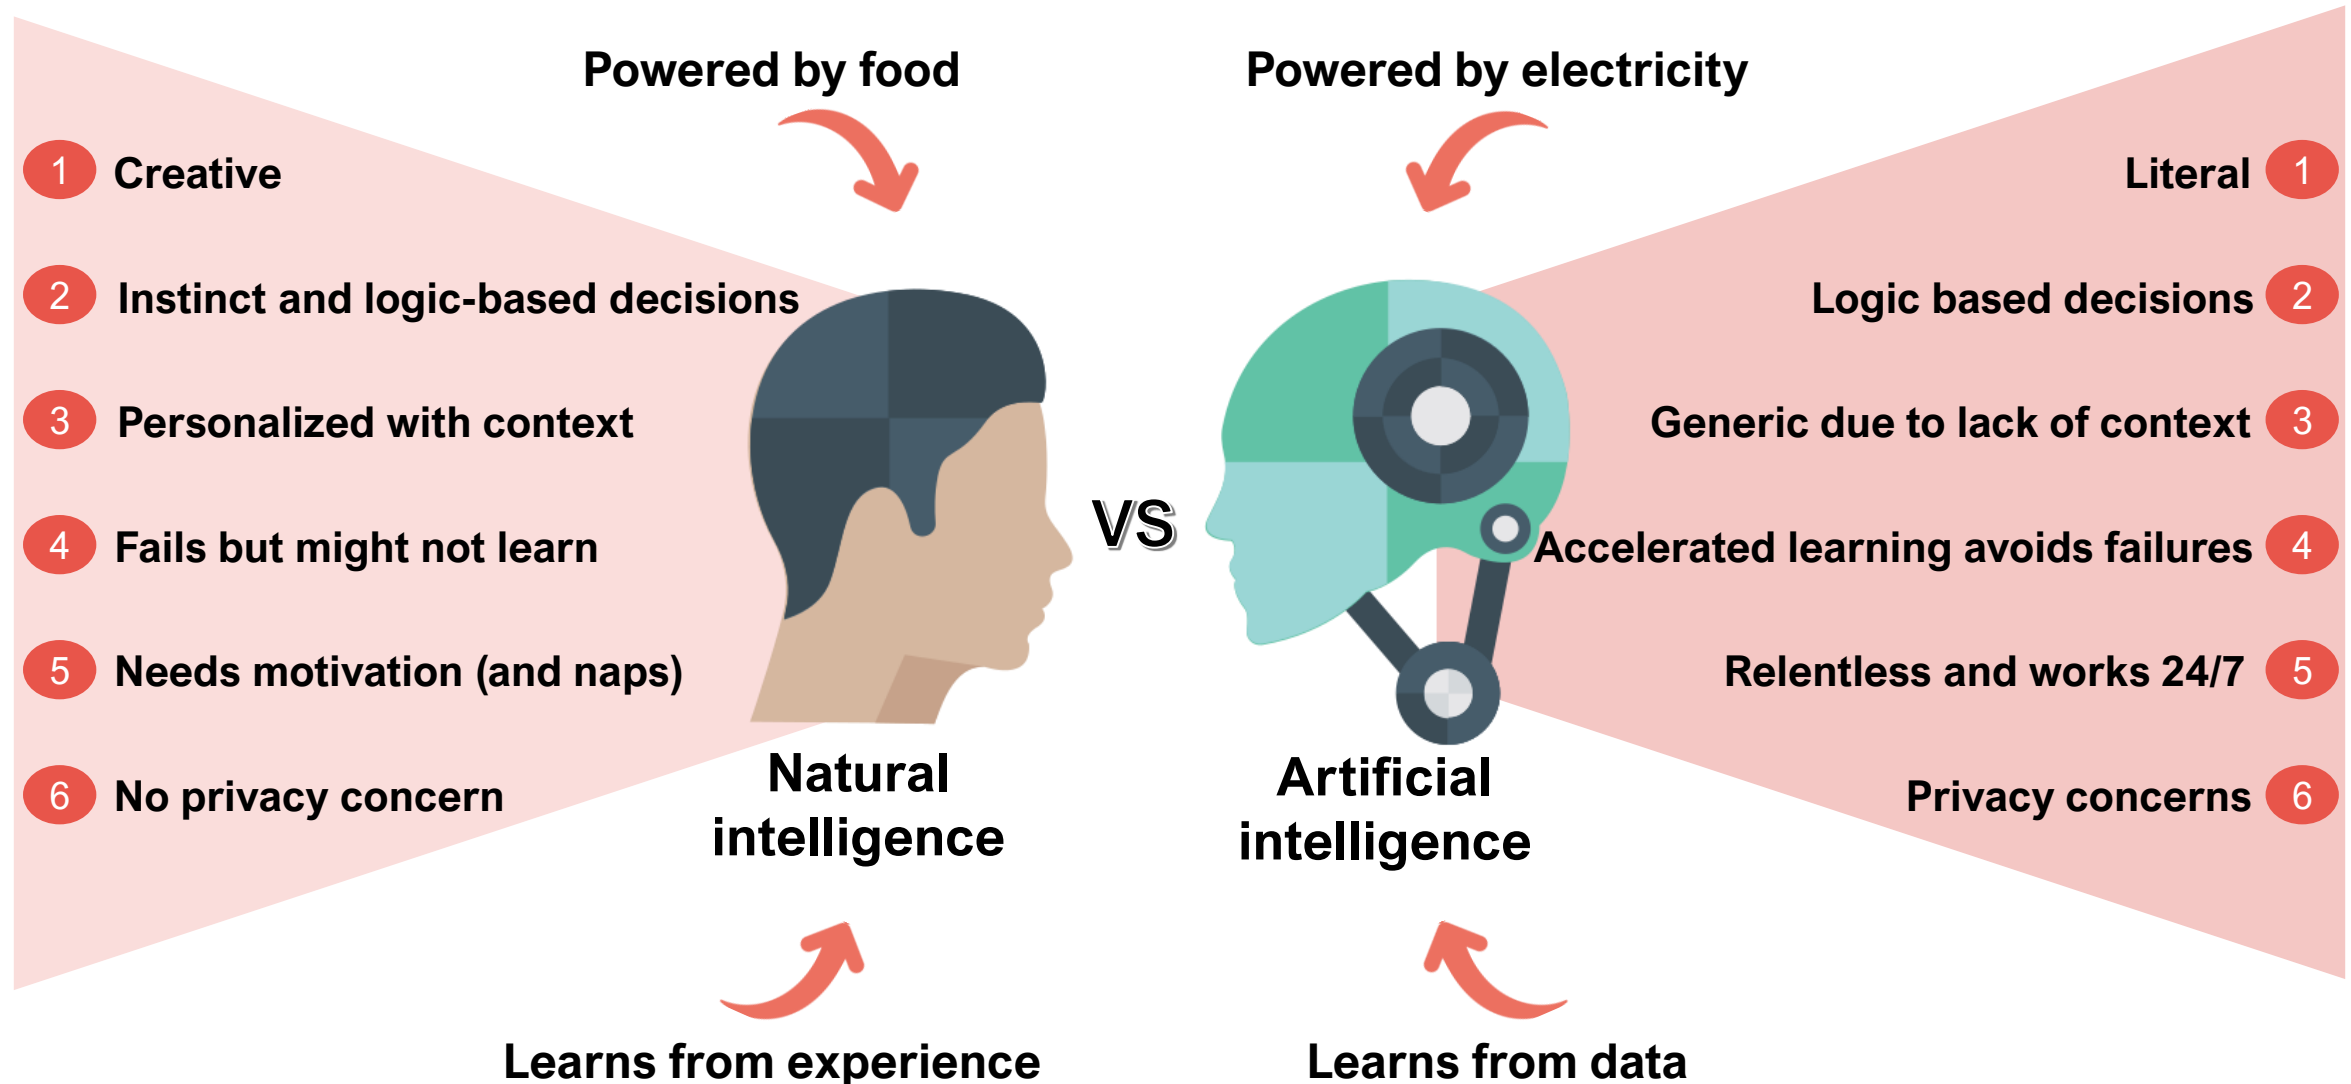 Powered by food
Powered by electricity
1 Creative
2 Instinct and logic-based decisions
3 Personalized with context
4 Fails but might not learn
5 Needs motivation (and naps)
6 No privacy concern
Natural
intelligence
Learns from experience
VS
Literal 1
Logic based decisions 2
Generic due to lack of context 3
Accelerated learning avoids failures 4
Relentless and works 24/7 5
Privacy concerns 6
Artificial
intelligence
Learns from data